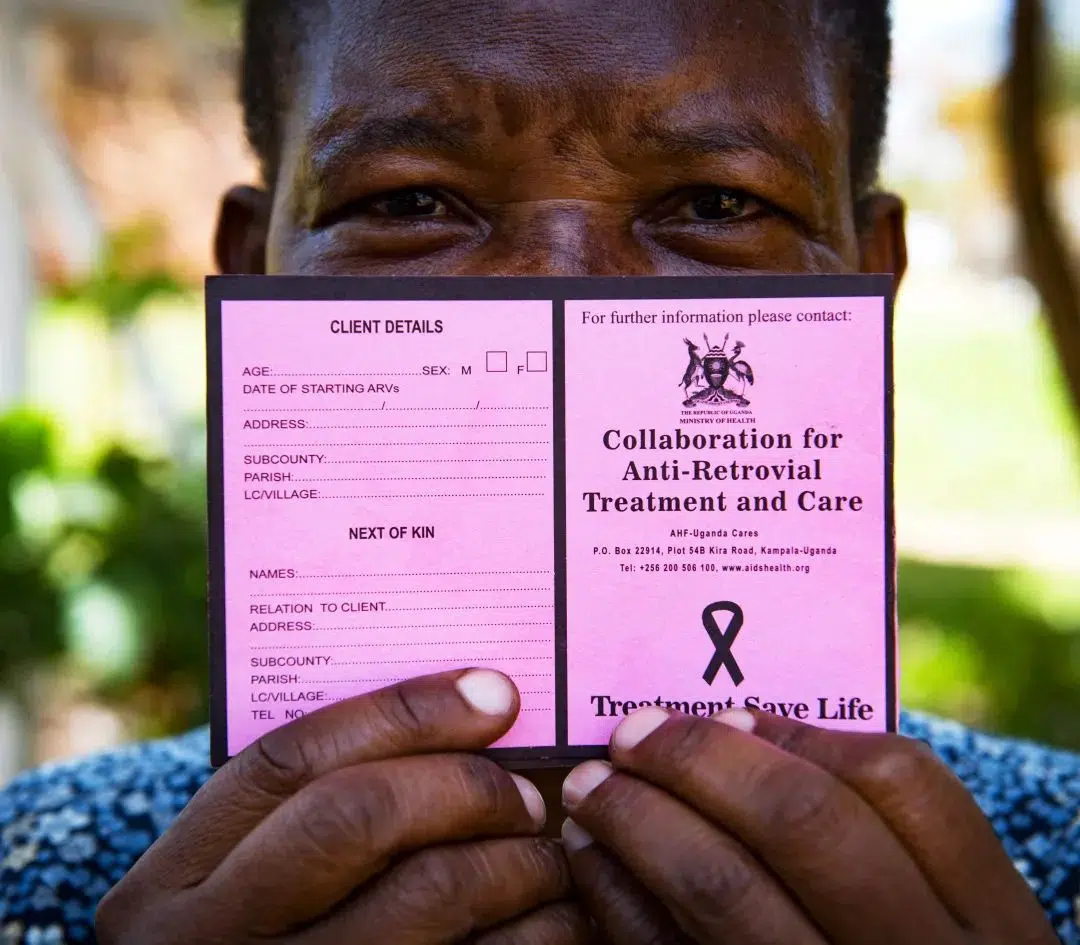 CLIENT DETAILS
AGE:..............................................SEX: M F
DATE OF STARTING ARVs
........................................../............................/.....................
ADDRESS:.......................................................................
..........................................................................................
SUBCOUNTY:..................................................................
PARISH:...........................................................................
LC/VILLAGE:....................................................................
NEXT OF KIN
NAMES:...........................................................................
..........................................................................................
RELATION TO CLIENT..................................................
ADDRESS:.......................................................................
..........................................................................................
SUBCOUNTY:..................................................................
PARISH:...........................................................................
LC/VILLAGE:....................................................................
TEL NO
For further information please contact:
THE REPUBLIC OF UGANDA
MINISTRY OF HEALTH
Collaboration for
Anti-Retrovial
Treatment and Care
AHF-Uganda Cares
P.O. Box 22914, Plot 54B Kira Road, Kampala-Uganda
Tel: +256 200 506 100, www.aidshealth.org
Treatment Save Life